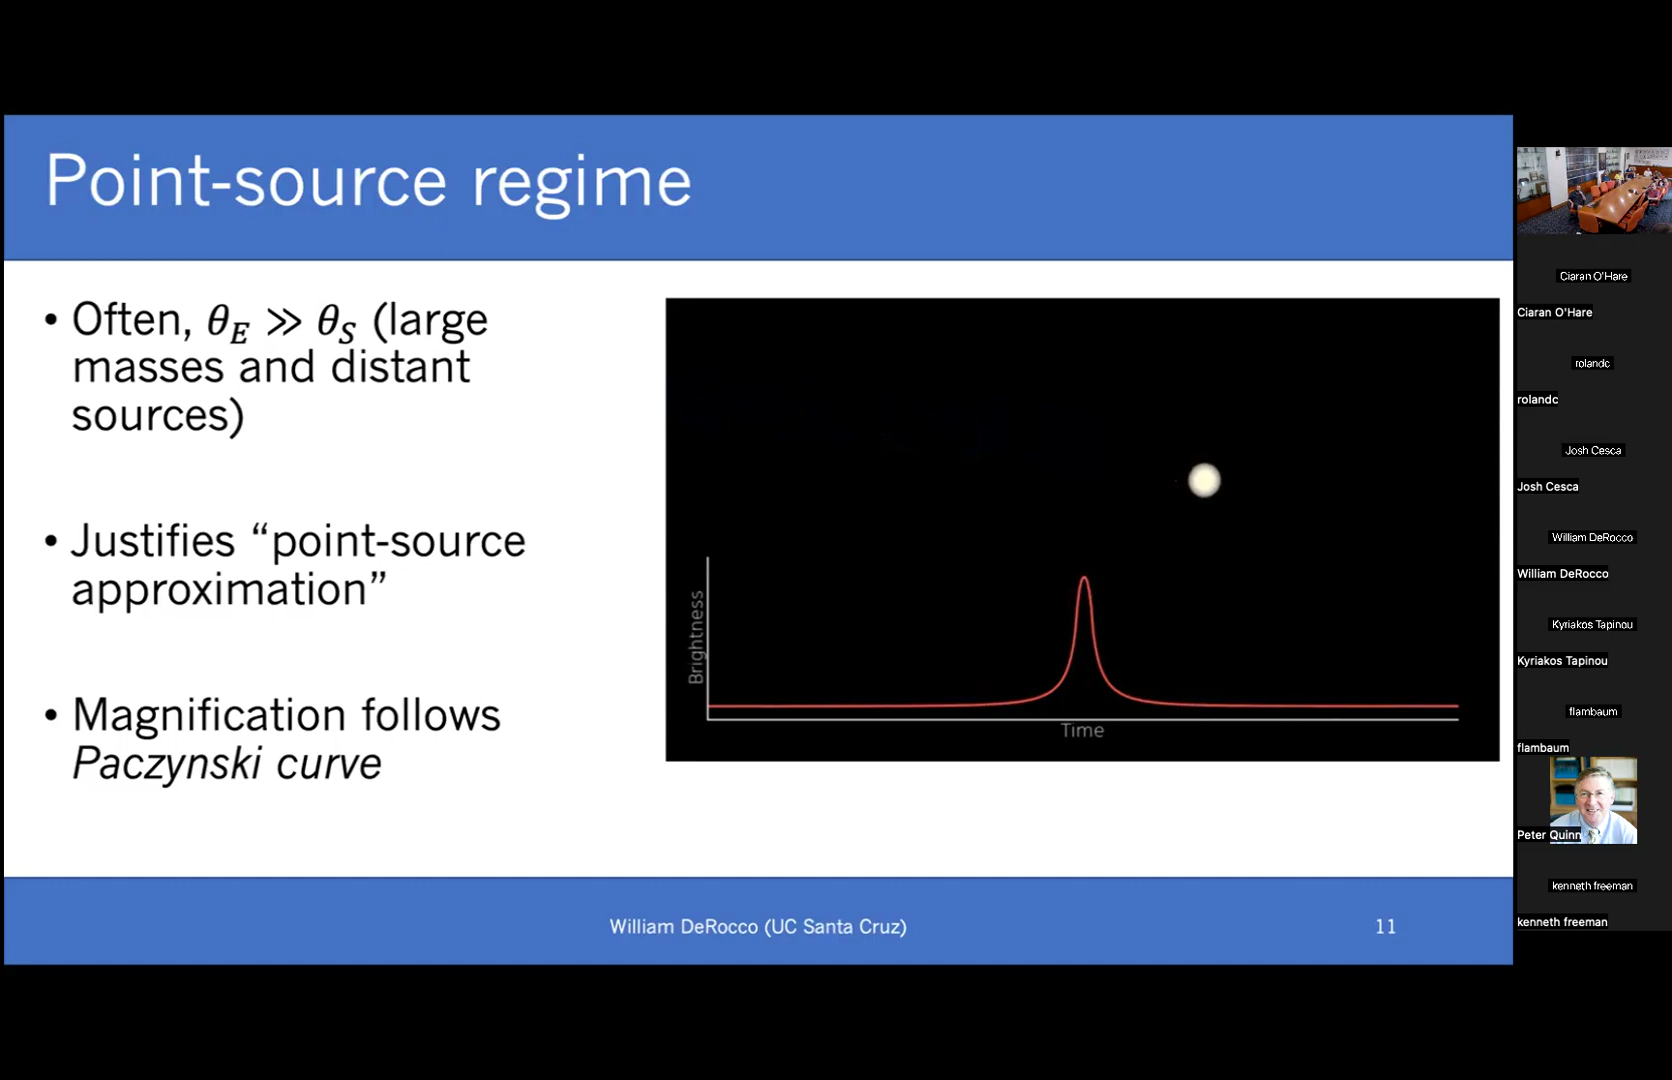 Point-source regime
• Often, θ_E ≫ θ_S (large
masses and distant
sources)
• Justifies “point-source
approximation”
• Magnification follows
Paczynski curve
Brightness
Time
William DeRocco (UC Santa Cruz)
11
Ciaran O'Hare
Ciaran O'Hare
rolandc
rolandc
Josh Cesca
Josh Cesca
William DeRocco
William DeRocco
Kyriakos Tapinou
Kyriakos Tapinou
flambaum
flambaum
Peter Quinn
kenneth freeman
kenneth freeman